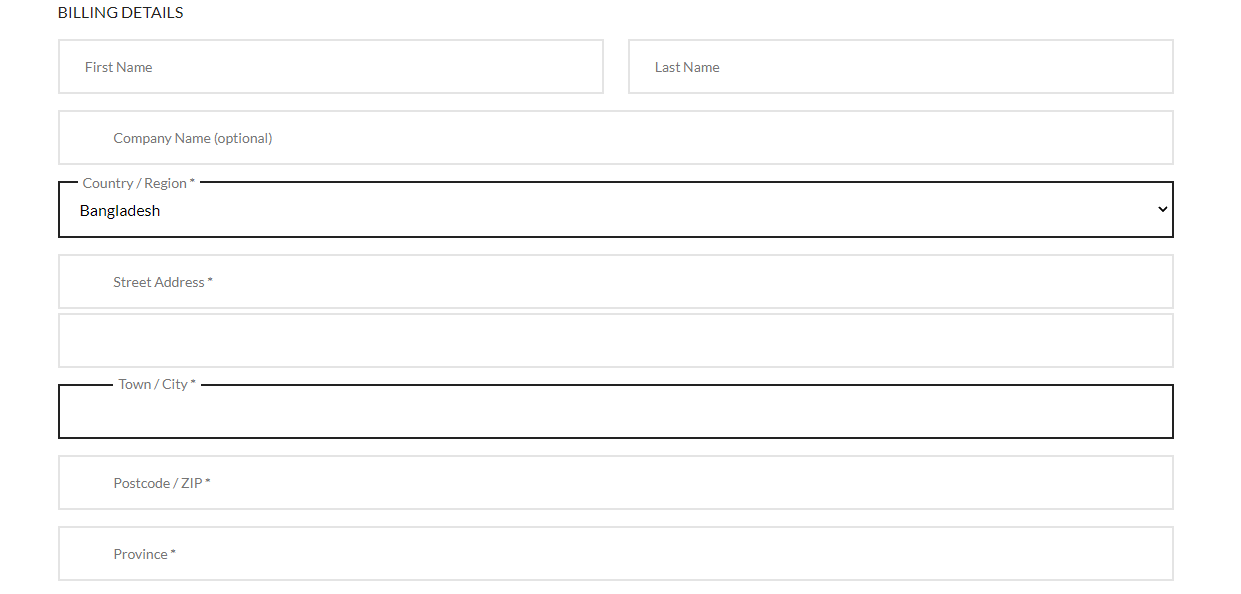 BILLING DETAILS
First Name
Last Name
Company Name (optional)
Country / Region *
Bangladesh
Street Address *
Town / City *
Postcode / ZIP *
Province *